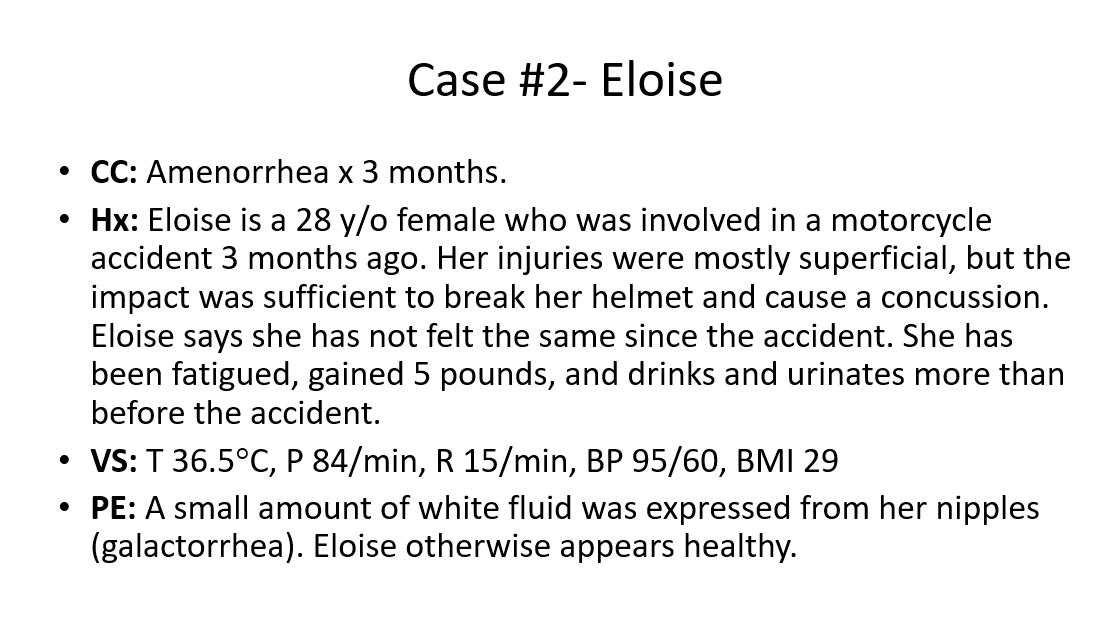 Case #2- Eloise
• CC: Amenorrhea x 3 months.
• Hx: Eloise is a 28 y/o female who was involved in a motorcycle
accident 3 months ago. Her injuries were mostly superficial, but the
impact was sufficient to break her helmet and cause a concussion.
Eloise says she has not felt the same since the accident. She has
been fatigued, gained 5 pounds, and drinks and urinates more than
before the accident.
• VS: T 36.5°C, P 84/min, R 15/min, BP 95/60, BMI 29
• PE: A small amount of white fluid was expressed from her nipples
(galactorrhea). Eloise otherwise appears healthy.